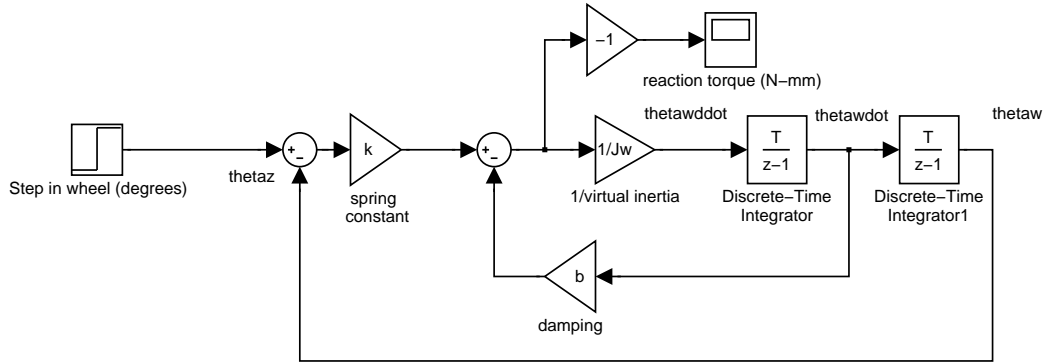 −1
reaction torque (N−mm)
thetawddot
thetawdot
thetaw
Step in wheel (degrees)
thetaz
+
−
k
spring
constant
+
−
1/Jw
1/virtual inertia
T
z−1
Discrete−Time
Integrator
T
z−1
Discrete−Time
Integrator1
b
damping